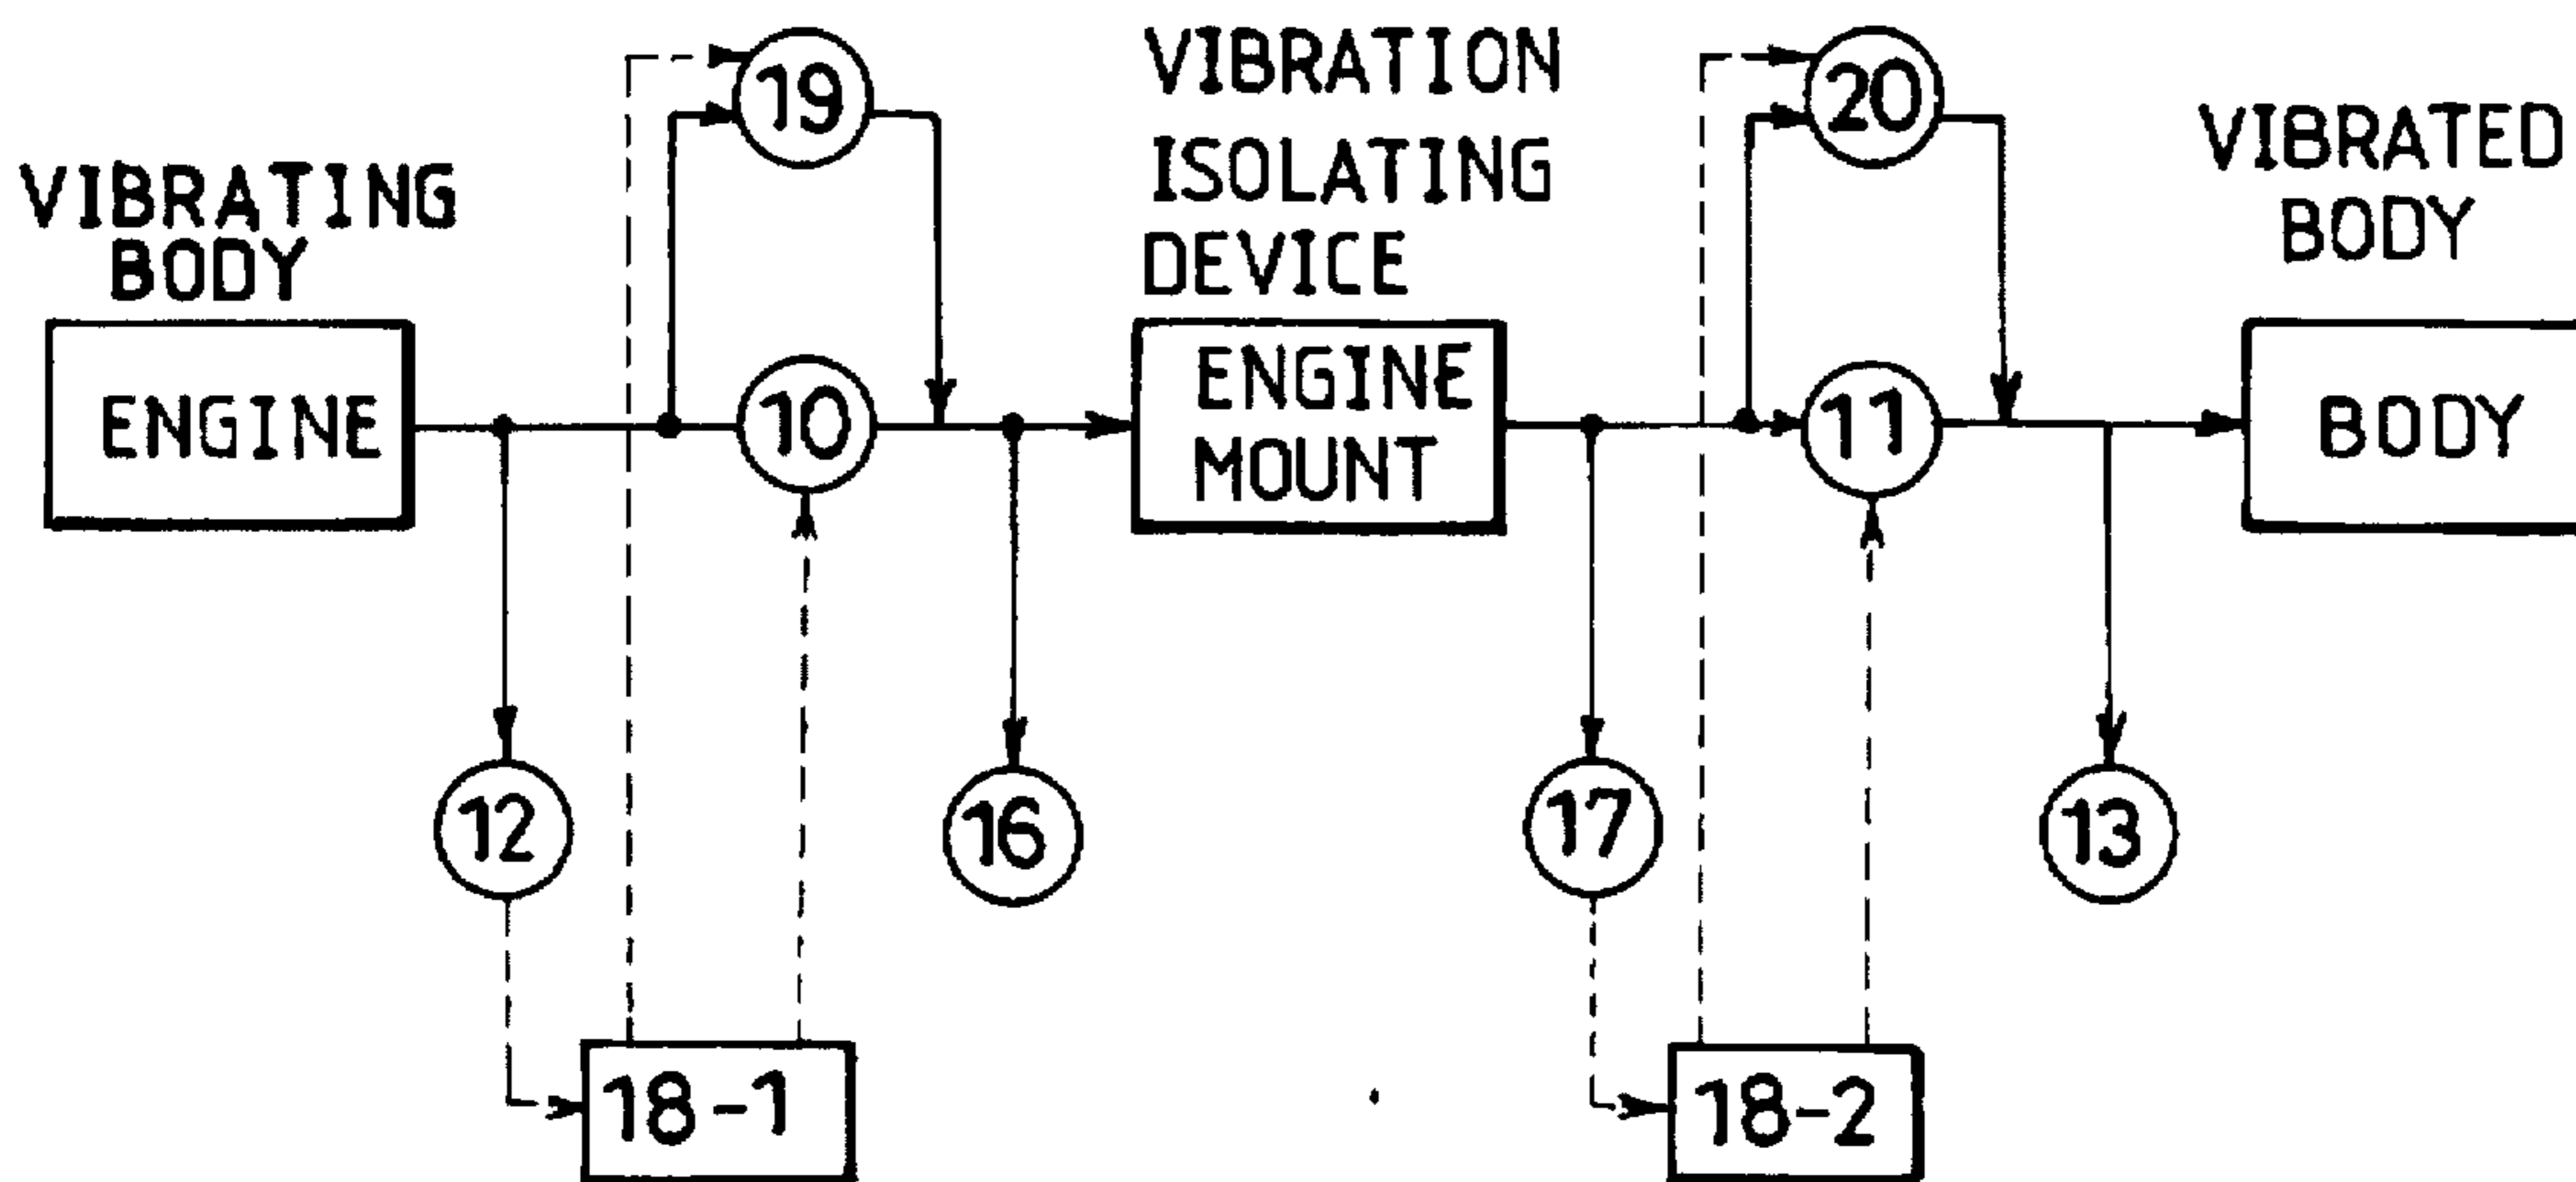 VIBRATING
BODY
ENGINE
19
10
12
16
18-1
VIBRATION
ISOLATING
DEVICE
ENGINE
MOUNT
20
11
17
13
18-2
VIBRATED
BODY
BODY